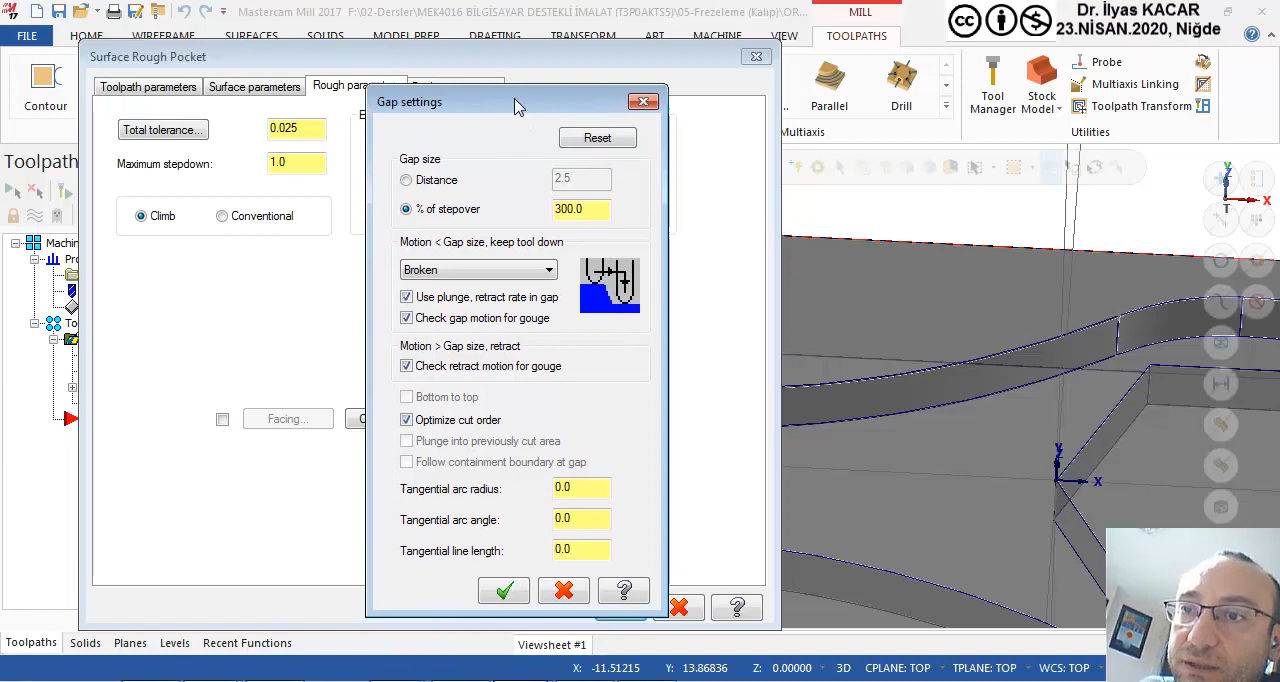 Mastercam Mill 2017 F:\02-Dersler\MEK4016 BİLGİSAYAR DESTEKLİ İMALAT (T3P0AKTS5)\05-Frezeleme (Kalıp)\OR...
MILL
Dr. İlyas KACAR
23.NİSAN.2020, Niğde
FILE HOME WIREFRAME SURFACES SOLIDS MODEL PREP DRAFTING TRANSFORM ART MACHINE VIEW TOOLPATHS
Contour
Parallel
Drill
Multiaxis
Tool Manager
Stock Model
Probe
Multiaxis Linking
Toolpath Transform
Utilities
Toolpath
Surface Rough Pocket
Toolpath parameters
Surface parameters
Rough para
Total tolerance...
0.025
Maximum stepdown:
1.0
Climb
Conventional
Facing...
Gap settings
Reset
Gap size
Distance
2.5
% of stepover
300.0
Motion < Gap size, keep tool down
Broken
Use plunge, retract rate in gap
Check gap motion for gouge
Motion > Gap size, retract
Check retract motion for gouge
Bottom to top
Optimize cut order
Plunge into previously cut area
Follow containment boundary at gap
Tangential arc radius:
0.0
Tangential arc angle:
0.0
Tangential line length:
0.0
Machin
Pro
To
Y
Z
X
T
Y
Z
X
Toolpaths Solids Planes Levels Recent Functions
Viewsheet #1
X: -11.51215 Y: 13.86836 Z: 0.00000 3D CPLANE: TOP TPLANE: TOP WCS: TOP